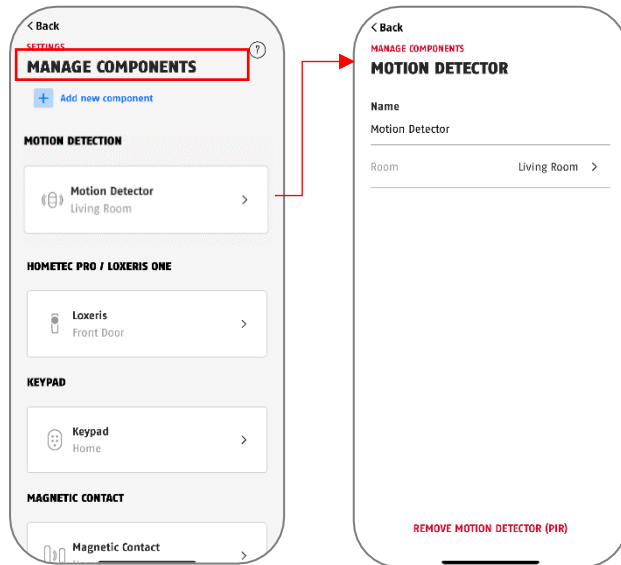 Back
SETTINGS
?
MANAGE COMPONENTS
+ Add new component
MOTION DETECTION
Motion Detector
Living Room
HOMETEC PRO / LOXERIS ONE
Loxeris
Front Door
KEYPAD
Keypad
Home
MAGNETIC CONTACT
Magnetic Contact
Back
MANAGE COMPONENTS
MOTION DETECTOR
Name
Motion Detector
Room Living Room
REMOVE MOTION DETECTOR (PIR)